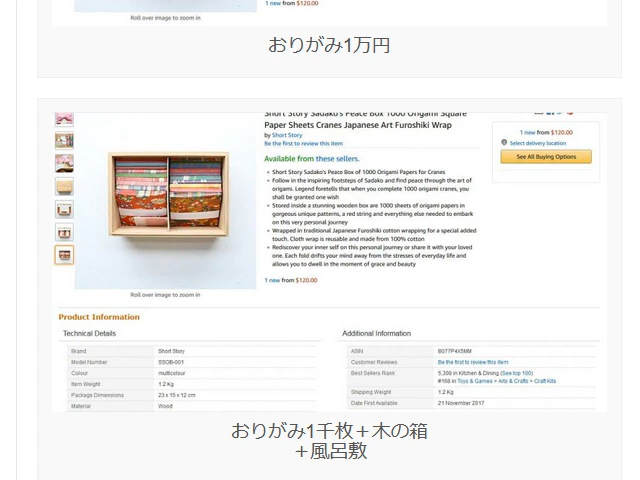 1 new from $120.00
Roll over image to zoom in
おりがみ1万円
Short Story Sadako's Peace Box 1000 Origami Square
Paper Sheets Cranes Japanese Art Furoshiki Wrap
by Short Story
Be the first to review this item
Available from these sellers.
Short Story Sadako's Peace Box of 1000 Origami Papers for Cranes
Follow in the inspiring footsteps of Sadako and find peace through the art of
origami. Legend foretells that when you complete 1000 origami cranes, you
shall be granted one wish
Stored inside a stunning wooden box are 1000 sheets of origami papers in
gorgeous unique patterns, a red string and everything else needed to embark
on this very personal journey
Wrapped in traditional Japanese Furoshiki cotton wrapping for a special added
touch. Cloth wrap is reusable and made from 100% cotton
Rediscover your inner self on this personal journey or share it with your loved
one. Each fold drifts your mind away from the stresses of everyday life and
allows you to dwell in the moment of grace and beauty
1 new from $120.00
1 new from $120.00
Select delivery location
See All Buying Options
Roll over image to zoom in
Product Information
Technical Details
Brand Short Story
Model Number SSOB-001
Colour multicolour
Item Weight 1.2 Kg
Package Dimensions 23 x 15 x 12 cm
Material Wood
Additional Information
ASIN B077P4X5MM
Customer Reviews Be the first to review this item
Best Sellers Rank 5,308 in Kitchen & Dining (See top 100)
#168 in Toys & Games > Arts & Crafts > Craft Kits
Shipping Weight 1.2 Kg
Date First Available 21 November 2017
おりがみ1千枚＋木の箱
＋風呂敷